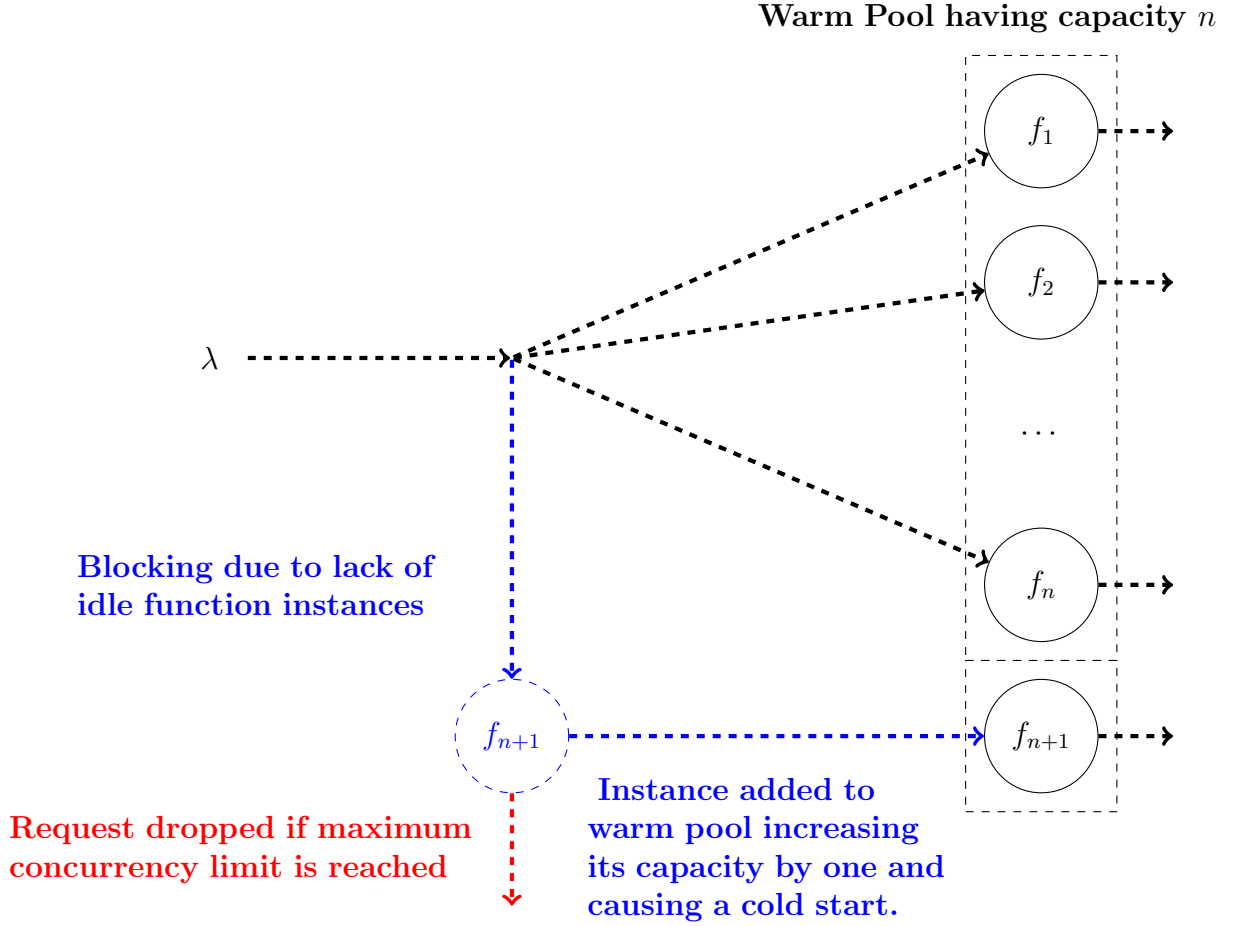 Warm Pool having capacity n
f₁
f₂
λ
...
Blocking due to lack of
idle function instances
fₙ
fₙ₊₁
fₙ₊₁
Instance added to
warm pool increasing
its capacity by one and
causing a cold start.
Request dropped if maximum
concurrency limit is reached